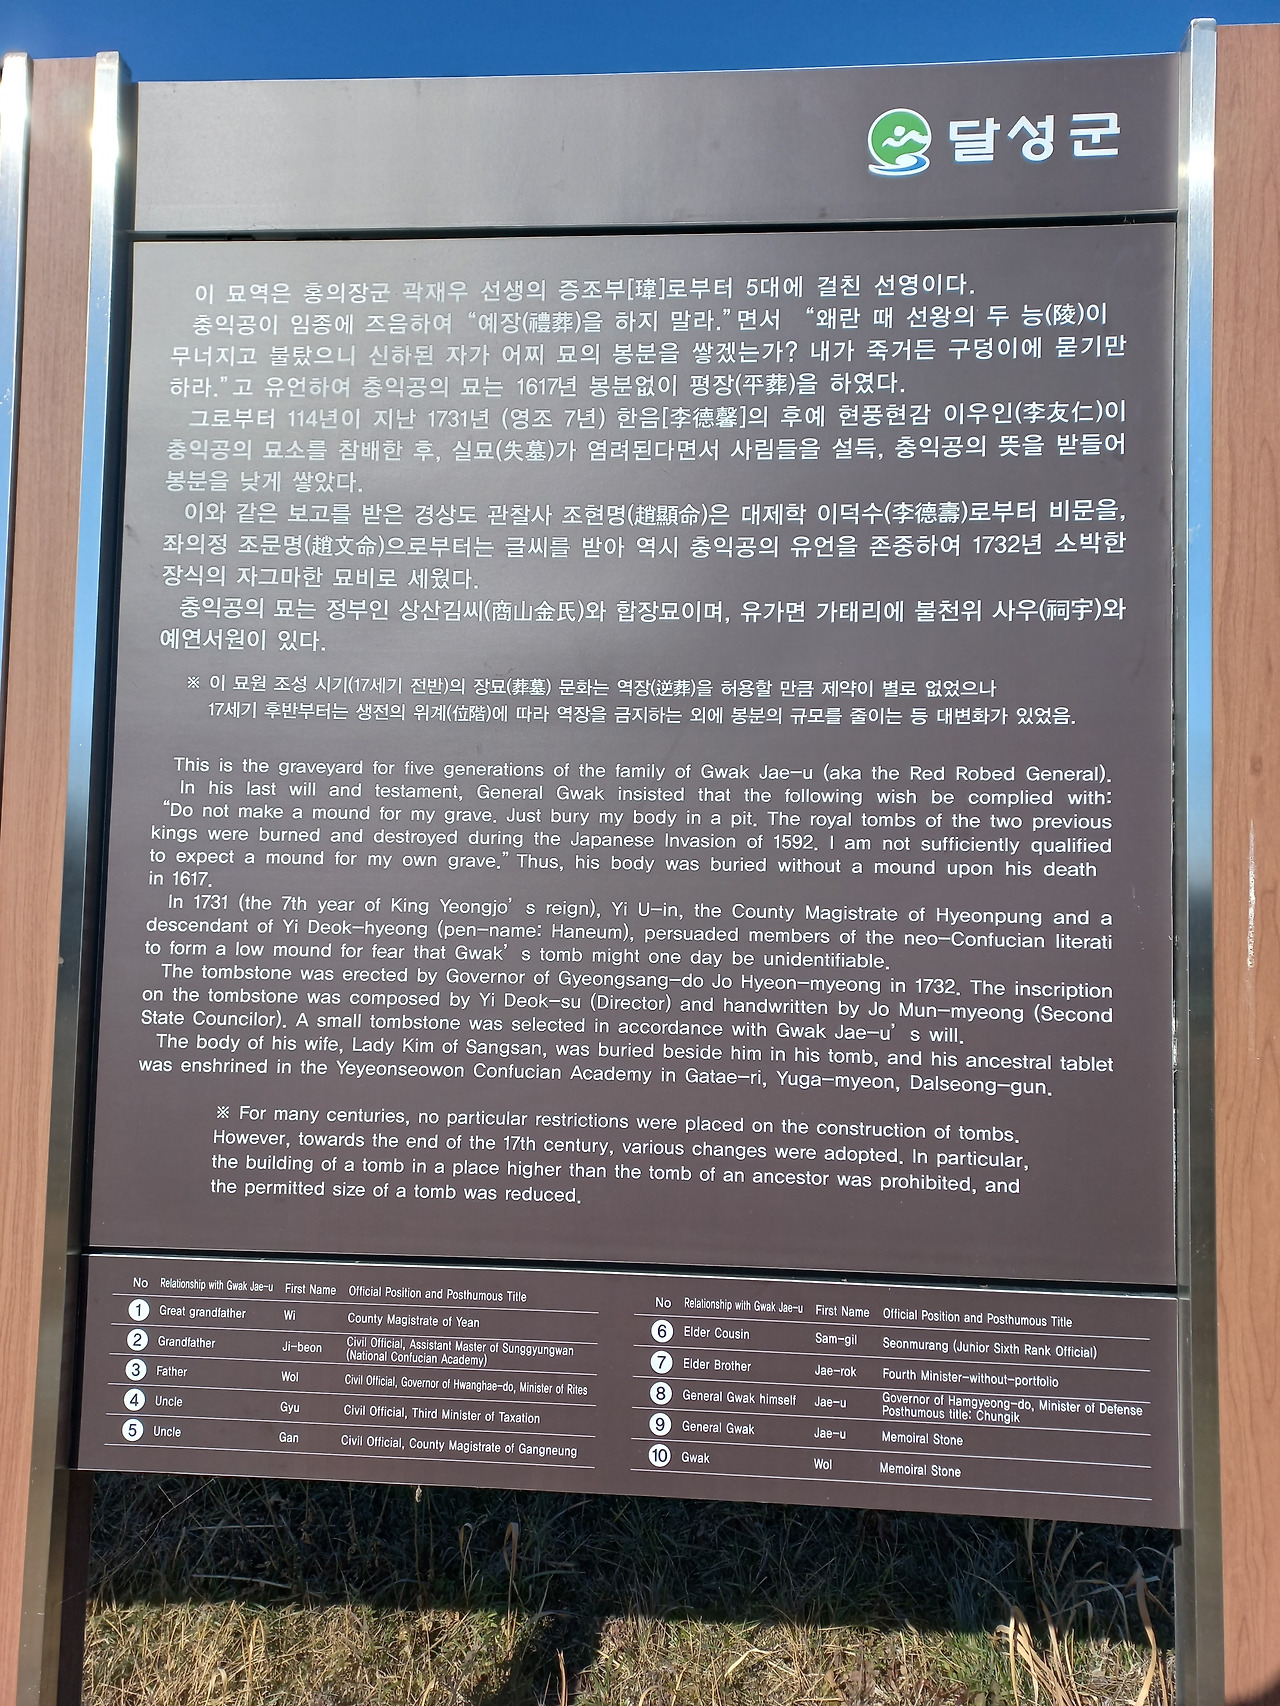 달성군
이 묘역은 홍의장군 곽재우 선생의 증조부[瑋]로부터 5대에 걸친 선영이다.
충익공이 임종에 즈음하여 “예장(禮葬)을 하지 말라.”면서 “왜란 때 선왕의 두 능(陵)이
무너지고 불탔으니 신하된 자가 어찌 묘의 봉분을 쌓겠는가? 내가 죽거든 구덩이에 묻기만
하라.”고 유언하여 충익공의 묘는 1617년 봉분없이 평장(平葬)을 하였다.
그로부터 114년이 지난 1731년 (영조 7년) 한음[李德馨]의 후예 현풍현감 이우인(李友仁)이
충익공의 묘소를 참배한 후, 실묘(失墓)가 염려된다면서 사림들을 설득, 충익공의 뜻을 받들어
봉분을 낮게 쌓았다.
이와 같은 보고를 받은 경상도 관찰사 조현명(趙顯命)은 대제학 이덕수(李德壽)로부터 비문을,
좌의정 조문명(趙文命)으로부터는 글씨를 받아 역시 충익공의 유언을 존중하여 1732년 소박한
장식의 자그마한 묘비로 세웠다.
충익공의 묘는 정부인 상산김씨(商山金氏)와 합장묘이며, 유가면 가태리에 불천위 사우(祠宇)와
예연서원이 있다.
※ 이 묘원 조성 시기(17세기 전반)의 장묘(葬墓) 문화는 역장(逆葬)을 허용할 만큼 제약이 별로 없었으나
17세기 후반부터는 생전의 위계(位階)에 따라 역장을 금지하는 외에 봉분의 규모를 줄이는 등 대변화가 있었음.
This is the graveyard for five generations of the family of Gwak Jae-u (aka the Red Robed General).
In his last will and testament, General Gwak insisted that the following wish be complied with:
“Do not make a mound for my grave. Just bury my body in a pit. The royal tombs of the two previous
kings were burned and destroyed during the Japanese Invasion of 1592. I am not sufficiently qualified
to expect a mound for my own grave.” Thus, his body was buried without a mound upon his death
in 1617.
In 1731 (the 7th year of King Yeongjo’ s reign), Yi U-in, the County Magistrate of Hyeonpung and a
descendant of Yi Deok-hyeong (pen-name: Haneum), persuaded members of the neo-Confucian literati
to form a low mound for fear that Gwak’ s tomb might one day be unidentifiable.
The tombstone was erected by Governor of Gyeongsang-do Jo Hyeon-myeong in 1732. The inscription
on the tombstone was composed by Yi Deok-su (Director) and handwritten by Jo Mun-myeong (Second
State Councilor). A small tombstone was selected in accordance with Gwak Jae-u’ s will.
The body of his wife, Lady Kim of Sangsan, was buried beside him in his tomb, and his ancestral tablet
was enshrined in the Yeyeonseowon Confucian Academy in Gatae-ri, Yuga-myeon, Dalseong-gun.
※ For many centuries, no particular restrictions were placed on the construction of tombs.
However, towards the end of the 17th century, various changes were adopted. In particular,
the building of a tomb in a place higher than the tomb of an ancestor was prohibited, and
the permitted size of a tomb was reduced.
No Relationship with Gwak Jae-u First Name Official Position and Posthumous Title
1 Great grandfather Wi County Magistrate of Yean
2 Grandfather Ji-beon Civil Official, Assistant Master of Sunggyungwan
(National Confucian Academy)
3 Father Wol Civil Official, Governor of Hwanghae-do, Minister of Rites
4 Uncle Gyu Civil Official, Third Minister of Taxation
5 Uncle Gan Civil Official, County Magistrate of Gangneung
No Relationship with Gwak Jae-u First Name Official Position and Posthumous Title
6 Elder Cousin Sam-gil Seonmurang (Junior Sixth Rank Official)
7 Elder Brother Jae-rok Fourth Minister-without-portfolio
8 General Gwak himself Jae-u Governor of Hamgyeong-do, Minister of Defense
Posthumous title: Chungik
9 General Gwak Jae-u Memoiral Stone
10 Gwak Wol Memoiral Stone